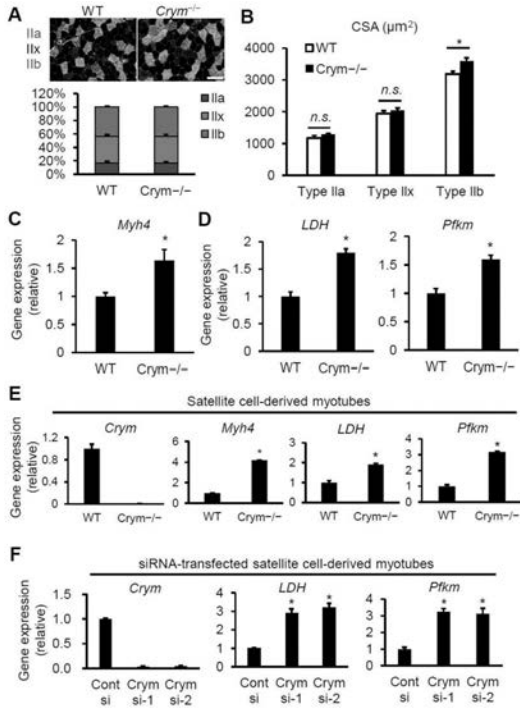 A
WT
Crym−/−
IIa
IIx
IIb
120%
100%
80%
60%
40%
20%
0%
IIa
IIx
IIb
WT
Crym−/−
B
CSA (μm²)
WT
Crym−/−
4000
3000
2000
1000
0
n.s.
n.s.
*
Type IIa
Type IIx
Type IIb
C
Myh4
Gene expression
(relative)
2
1.5
1
0.5
0
*
WT
Crym−/−
D
LDH
Gene expression
(relative)
2
1.5
1
0.5
0
*
WT
Crym−/−
Pfkm
2
1.5
1
0.5
0
*
WT
Crym−/−
E
Satellite cell-derived myotubes
Gene expression
(relative)
Crym
1.5
1.0
0.5
0.0
WT
Crym−/−
Myh4
6
4
2
0
*
WT
Crym−/−
LDH
3
2
1
0
*
WT
Crym−/−
Pfkm
4
3
2
1
0
*
WT
Crym−/−
F
siRNA-transfected satellite cell-derived myotubes
Gene expression
(relative)
Crym
1.5
1.0
0.5
0.0
Cont
si
Crym
si-1
Crym
si-2
LDH
4
3
2
1
0
*
*
Cont
si
Crym
si-1
Crym
si-2
Pfkm
4
3
2
1
0
*
*
Cont
si
Crym
si-1
Crym
si-2